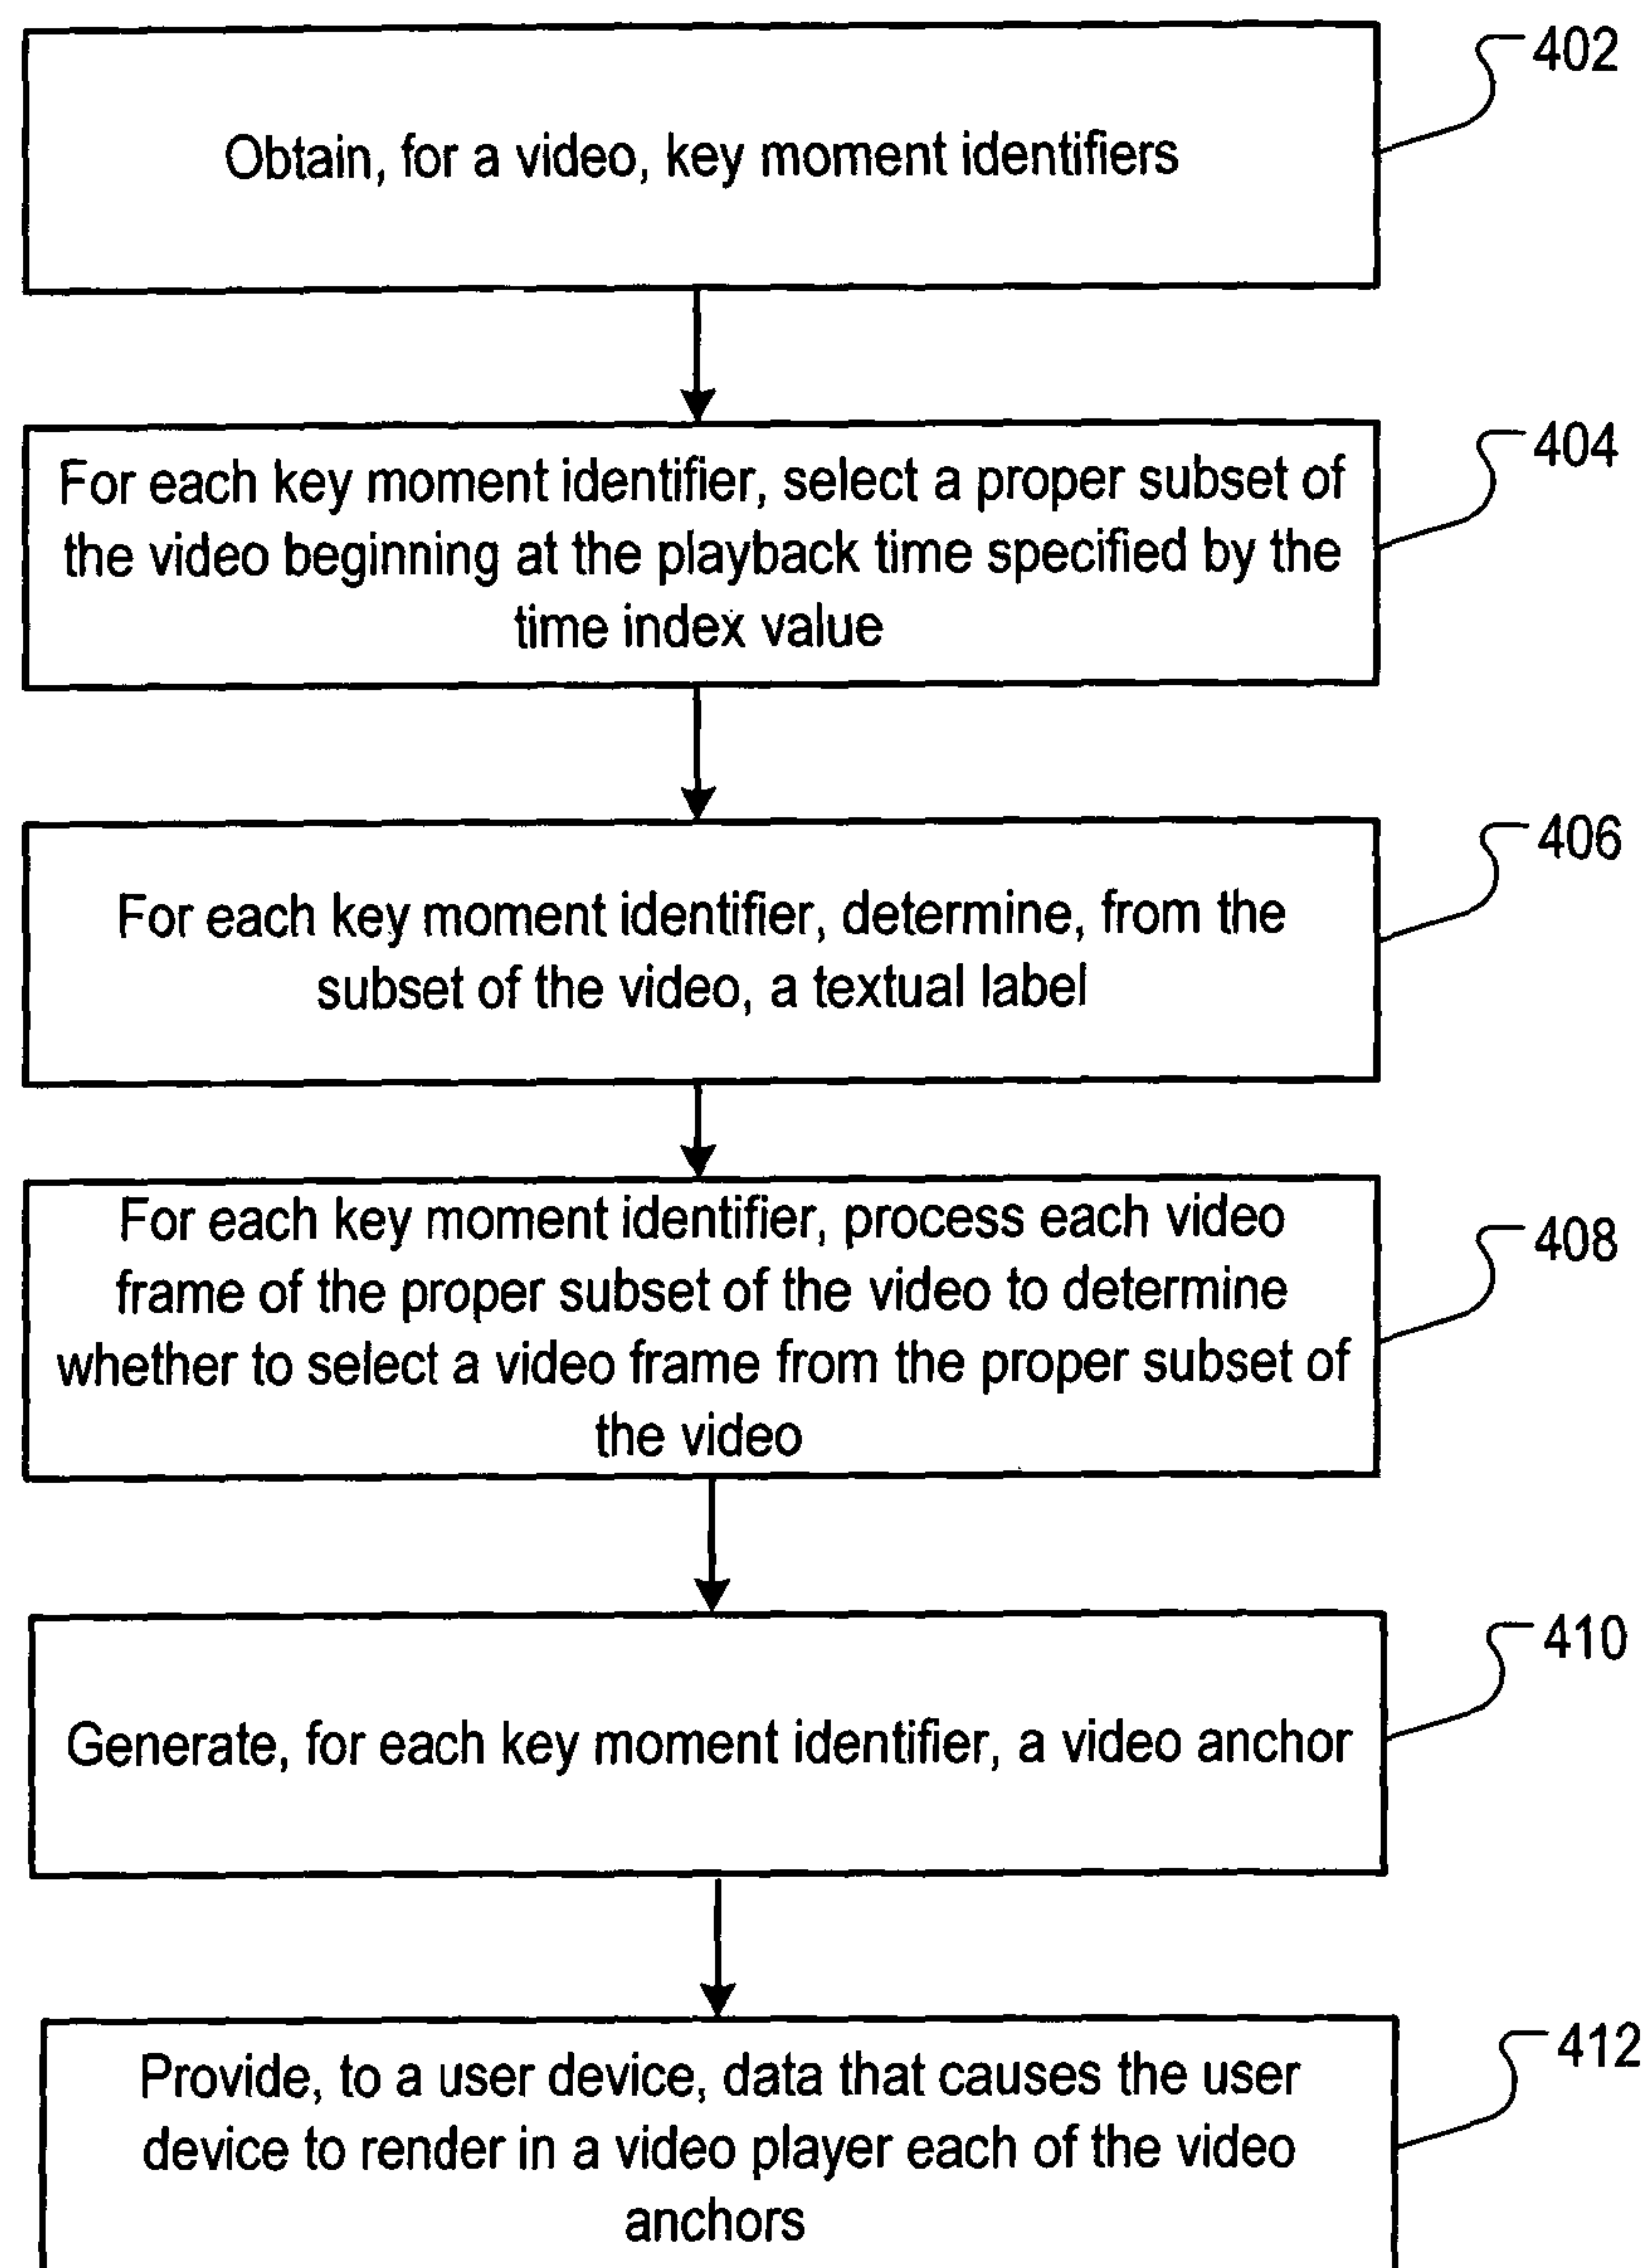 402
Obtain, for a video, key moment identifiers
404
For each key moment identifier, select a proper subset of
the video beginning at the playback time specified by the
time index value
406
For each key moment identifier, determine, from the
subset of the video, a textual label
408
For each key moment identifier, process each video
frame of the proper subset of the video to determine
whether to select a video frame from the proper subset of
the video
410
Generate, for each key moment identifier, a video anchor
412
Provide, to a user device, data that causes the user
device to render in a video player each of the video
anchors